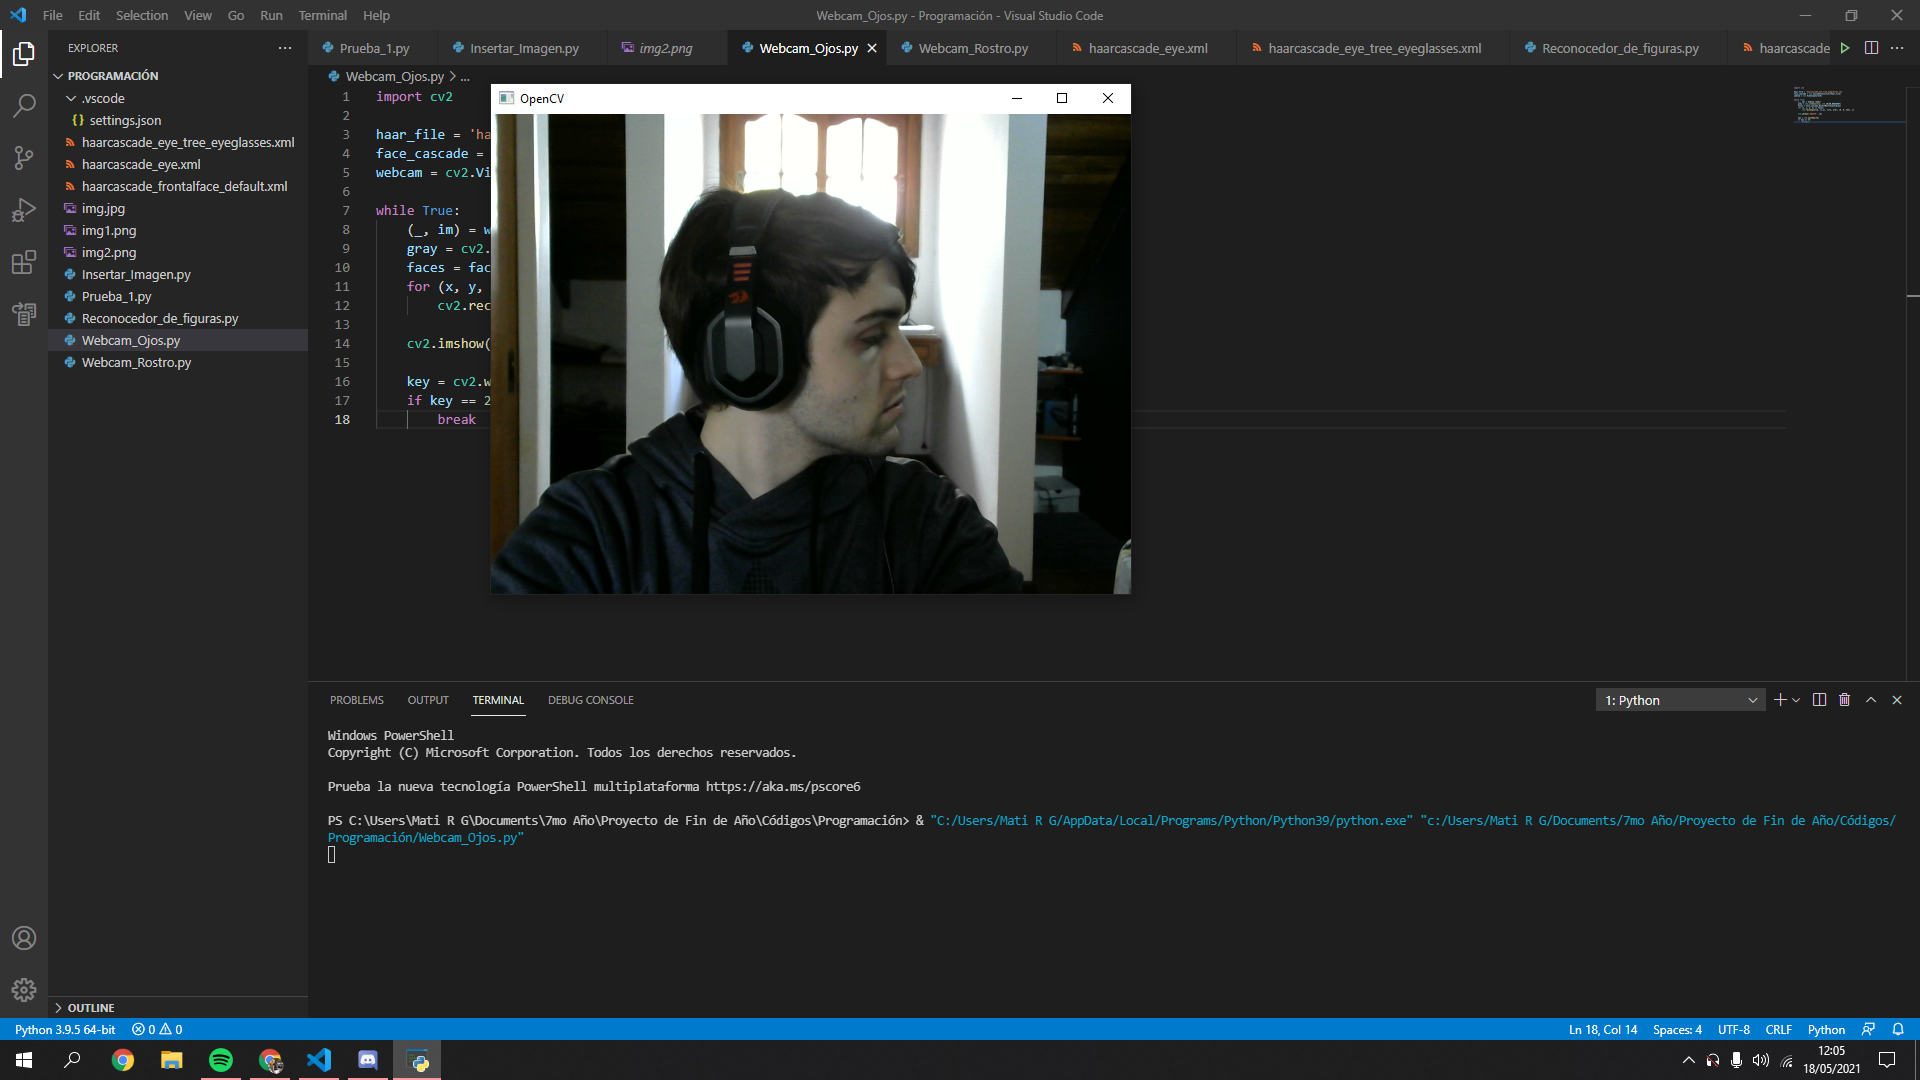 File Edit Selection View Go Run Terminal Help
Webcam_Ojos.py - Programación - Visual Studio Code
EXPLORER
PROGRAMACIÓN
.vscode
settings.json
haarcascade_eye_tree_eyeglasses.xml
haarcascade_eye.xml
haarcascade_frontalface_default.xml
img.jpg
img1.png
img2.png
Insertar_Imagen.py
Prueba_1.py
Reconocedor_de_figuras.py
Webcam_Ojos.py
Webcam_Rostro.py
OUTLINE
Prueba_1.py Insertar_Imagen.py img2.png Webcam_Ojos.py Webcam_Rostro.py haarcascade_eye.xml haarcascade_eye_tree_eyeglasses.xml Reconocedor_de_figuras.py haarcascade
Webcam_Ojos.py > ...
OpenCV
1 import cv2
2
3 haar_file = 'ha
4 face_cascade =
5 webcam = cv2.Vi
6
7 while True:
8 (_, im) = w
9 gray = cv2.
10 faces = fac
11 for (x, y,
12 cv2.rec
13
14 cv2.imshow(
15
16 key = cv2.w
17 if key == 2
18 break
PROBLEMS OUTPUT TERMINAL DEBUG CONSOLE
1: Python
Windows PowerShell
Copyright (C) Microsoft Corporation. Todos los derechos reservados.
Prueba la nueva tecnología PowerShell multiplataforma https://aka.ms/pscore6
PS C:\Users\Mati R G\Documents\7mo Año\Proyecto de Fin de Año\Códigos\Programación> & "C:/Users/Mati R G/AppData/Local/Programs/Python/Python39/python.exe" "c:/Users/Mati R G/Documents/7mo Año/Proyecto de Fin de Año/Códigos/
Programación/Webcam_Ojos.py"
Python 3.9.5 64-bit 0 0
Ln 18, Col 14 Spaces: 4 UTF-8 CRLF Python
12:05
18/05/2021